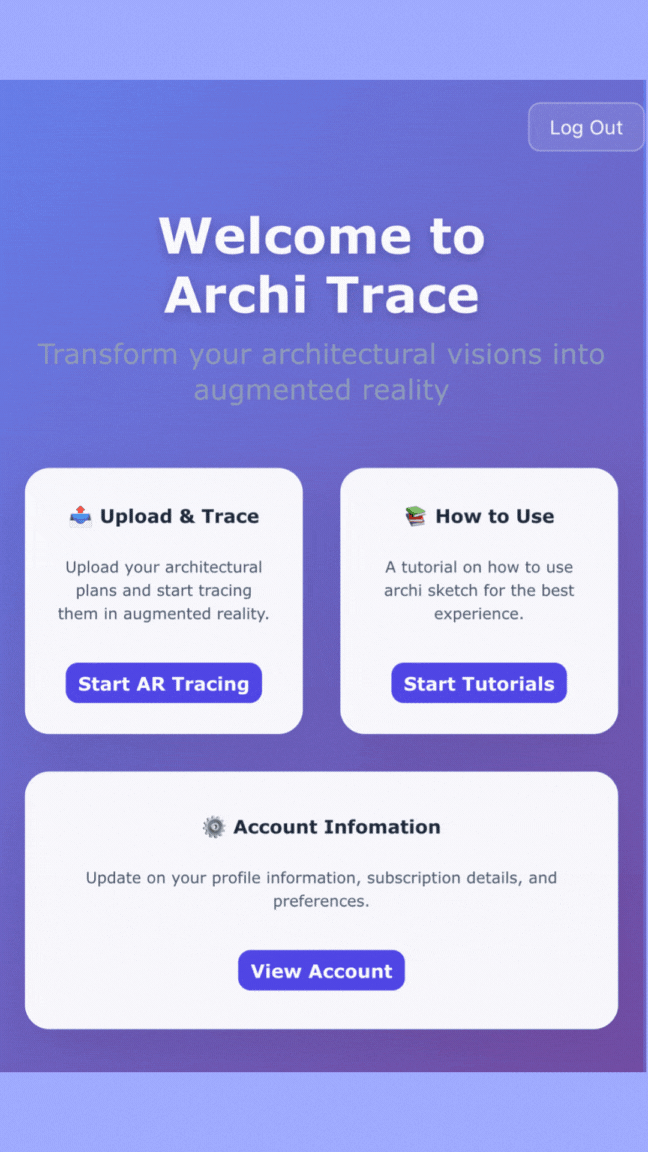 Log Out
Welcome to
Archi Trace
Transform your architectural visions into
augmented reality
📤 Upload & Trace
Upload your architectural
plans and start tracing
them in augmented reality.
Start AR Tracing
📚 How to Use
A tutorial on how to use
archi sketch for the best
experience.
Start Tutorials
⚙️ Account Infomation
Update on your profile information, subscription details, and
preferences.
View Account